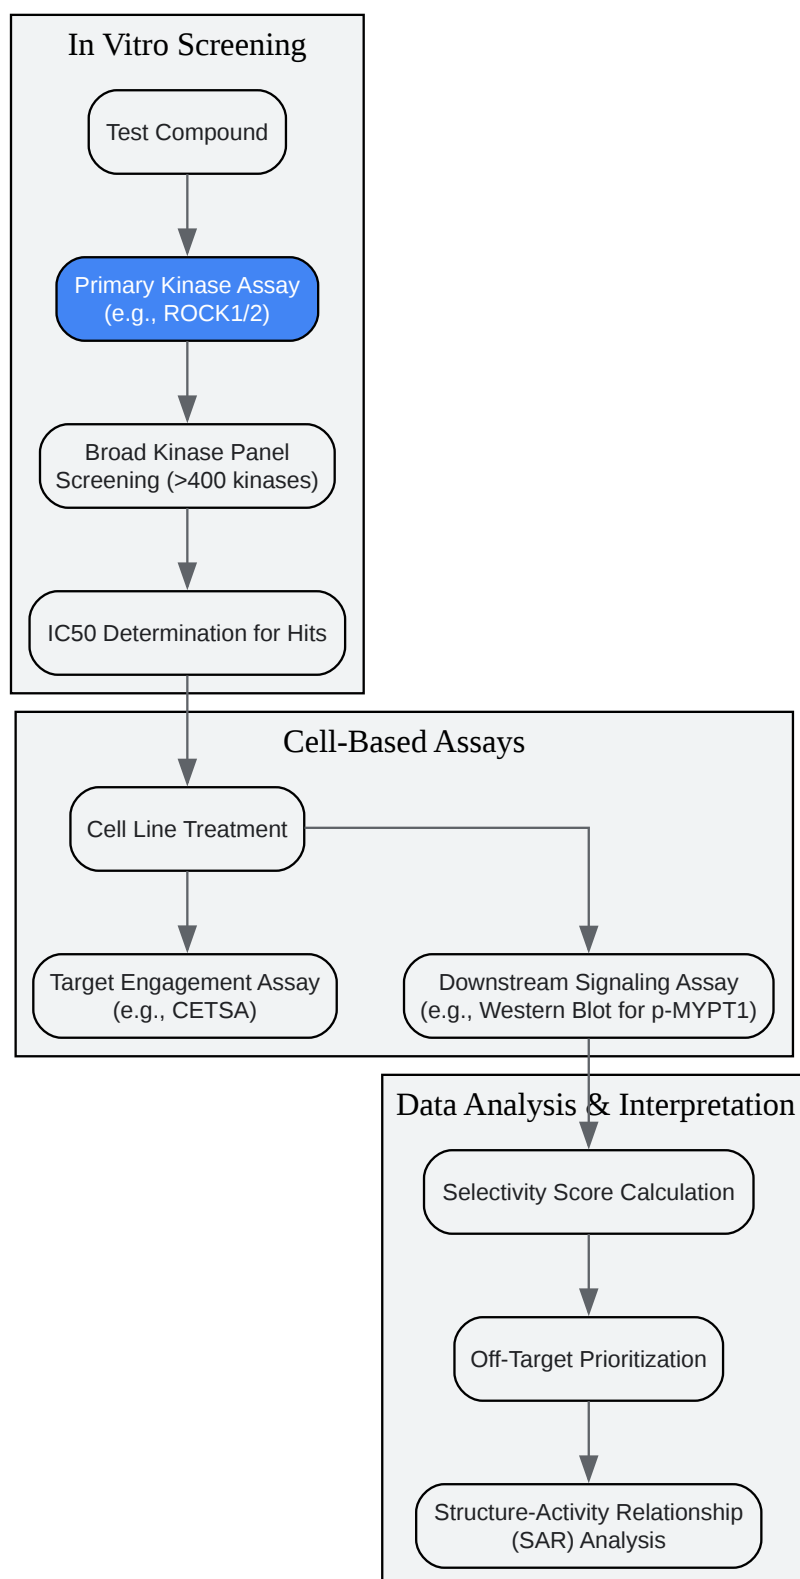 In Vitro Screening
Test Compound
Primary Kinase Assay
(e.g., ROCK1/2)
Broad Kinase Panel
Screening (>400 kinases)
IC50 Determination for Hits
Cell-Based Assays
Cell Line Treatment
Target Engagement Assay
(e.g., CETSA)
Downstream Signaling Assay
(e.g., Western Blot for p-MYPT1)
Data Analysis & Interpretation
Selectivity Score Calculation
Off-Target Prioritization
Structure-Activity Relationship
(SAR) Analysis